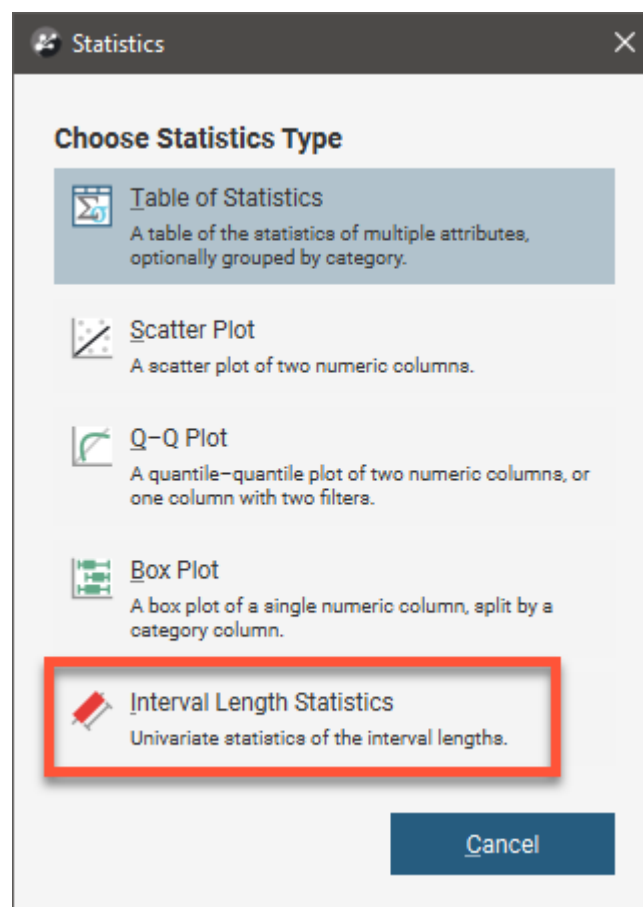 Statistics
Choose Statistics Type
Table of Statistics
A table of the statistics of multiple attributes,
optionally grouped by category.
Scatter Plot
A scatter plot of two numeric columns.
Q–Q Plot
A quantile–quantile plot of two numeric columns, or
one column with two filters.
Box Plot
A box plot of a single numeric column, split by a
category column.
Interval Length Statistics
Univariate statistics of the interval lengths.
Cancel